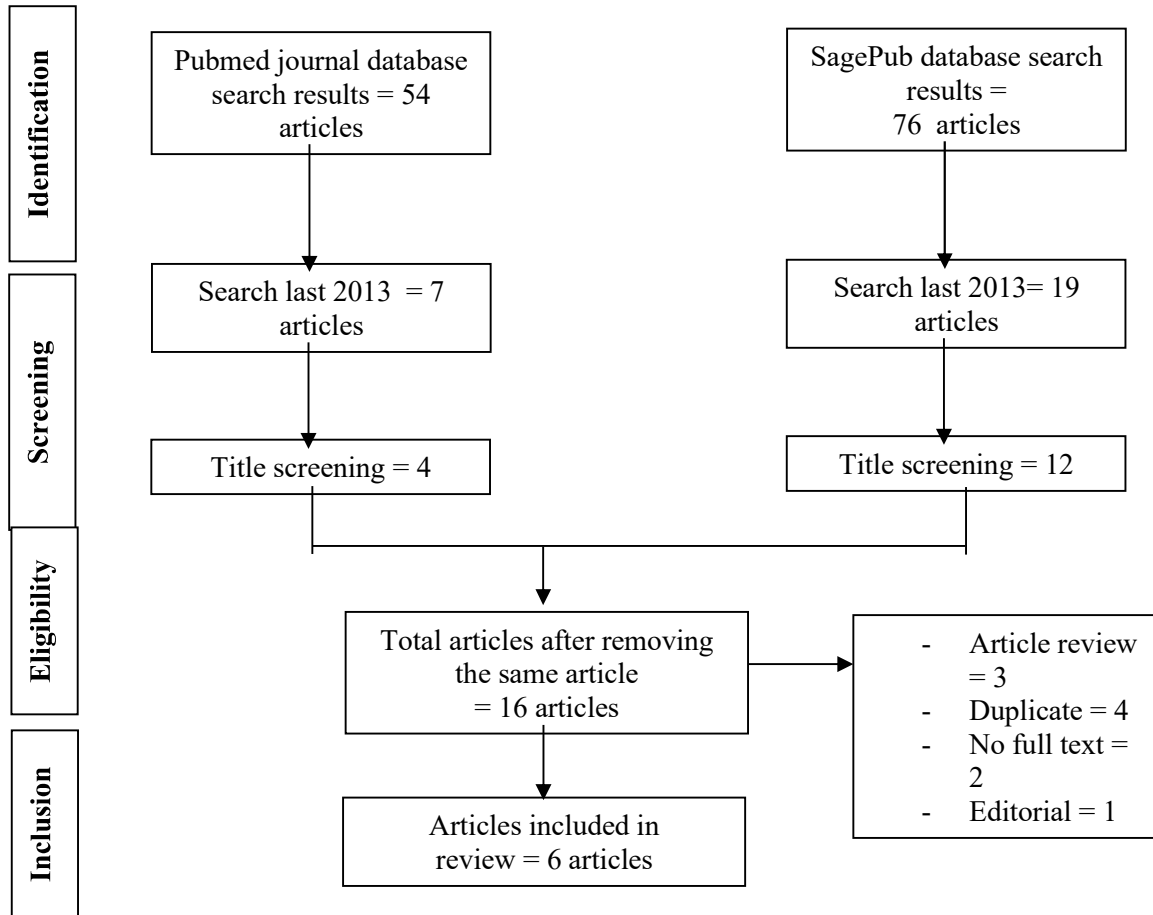 Identification
Pubmed journal database
search results = 54
articles
SagePub database search
results =
76 articles
Screening
Search last 2013 = 7
articles
Search last 2013= 19
articles
Title screening = 4
Title screening = 12
Eligibility
Total articles after removing
the same article
= 16 articles
- Article review
= 3
- Duplicate = 4
- No full text =
2
- Editorial = 1
Inclusion
Articles included in
review = 6 articles